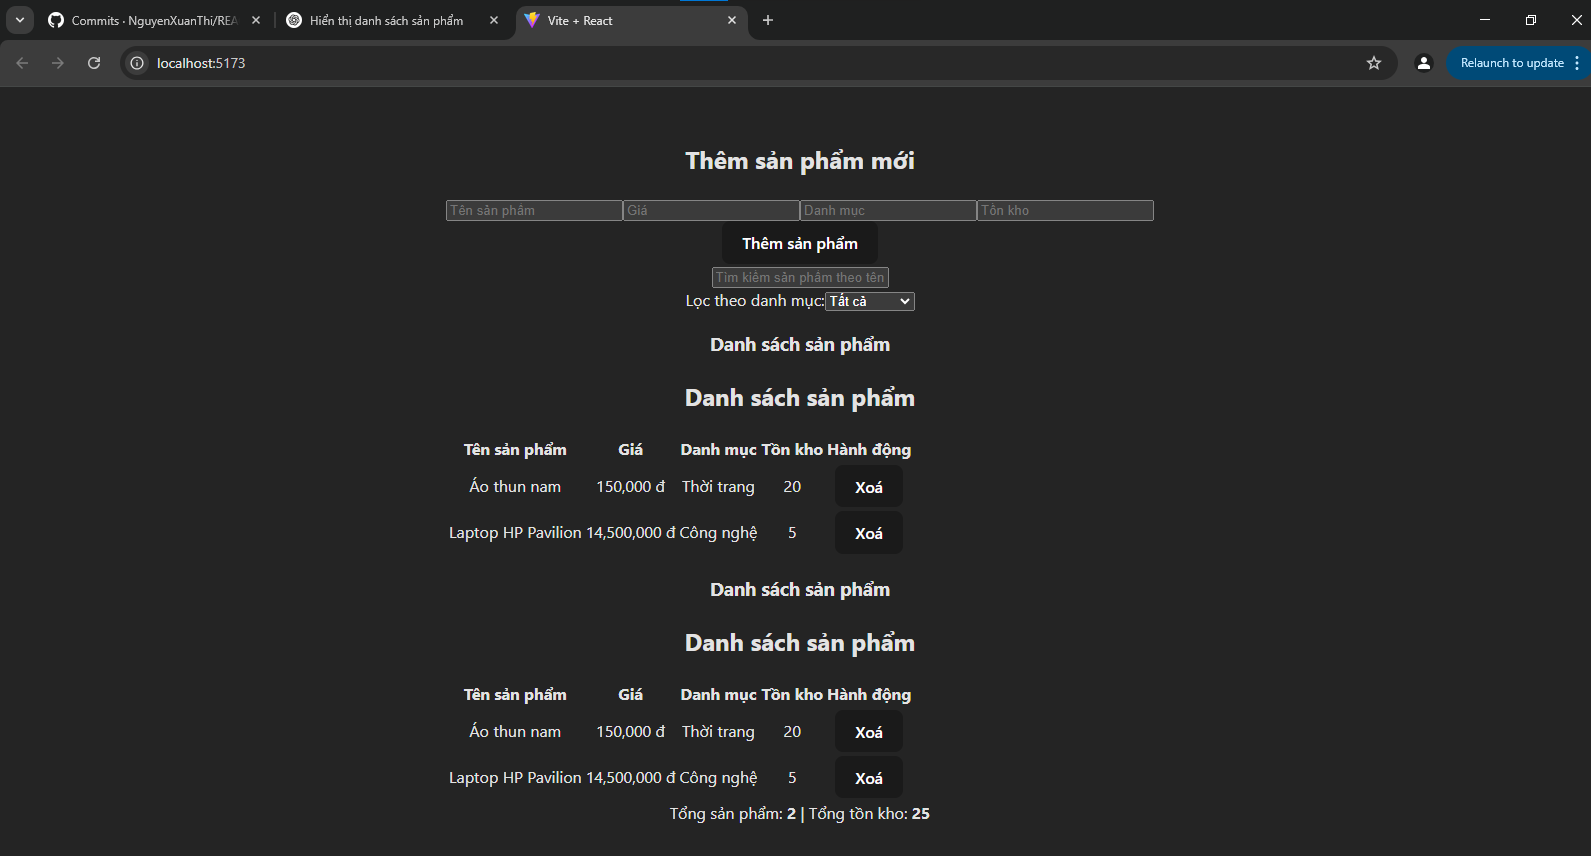 Commits · NguyenXuanThi/REA
Hiển thị danh sách sản phẩm
Vite + React
localhost:5173
Relaunch to update
Thêm sản phẩm mới
Tên sản phẩm Giá Danh mục Tồn kho
Thêm sản phẩm
Tìm kiếm sản phẩm theo tên
Lọc theo danh mục: Tất cả
Danh sách sản phẩm
Danh sách sản phẩm
Tên sản phẩm Giá Danh mục Tồn kho Hành động
Áo thun nam 150,000 đ Thời trang 20 Xoá
Laptop HP Pavilion 14,500,000 đ Công nghệ 5 Xoá
Danh sách sản phẩm
Danh sách sản phẩm
Tên sản phẩm Giá Danh mục Tồn kho Hành động
Áo thun nam 150,000 đ Thời trang 20 Xoá
Laptop HP Pavilion 14,500,000 đ Công nghệ 5 Xoá
Tổng sản phẩm: 2 | Tổng tồn kho: 25